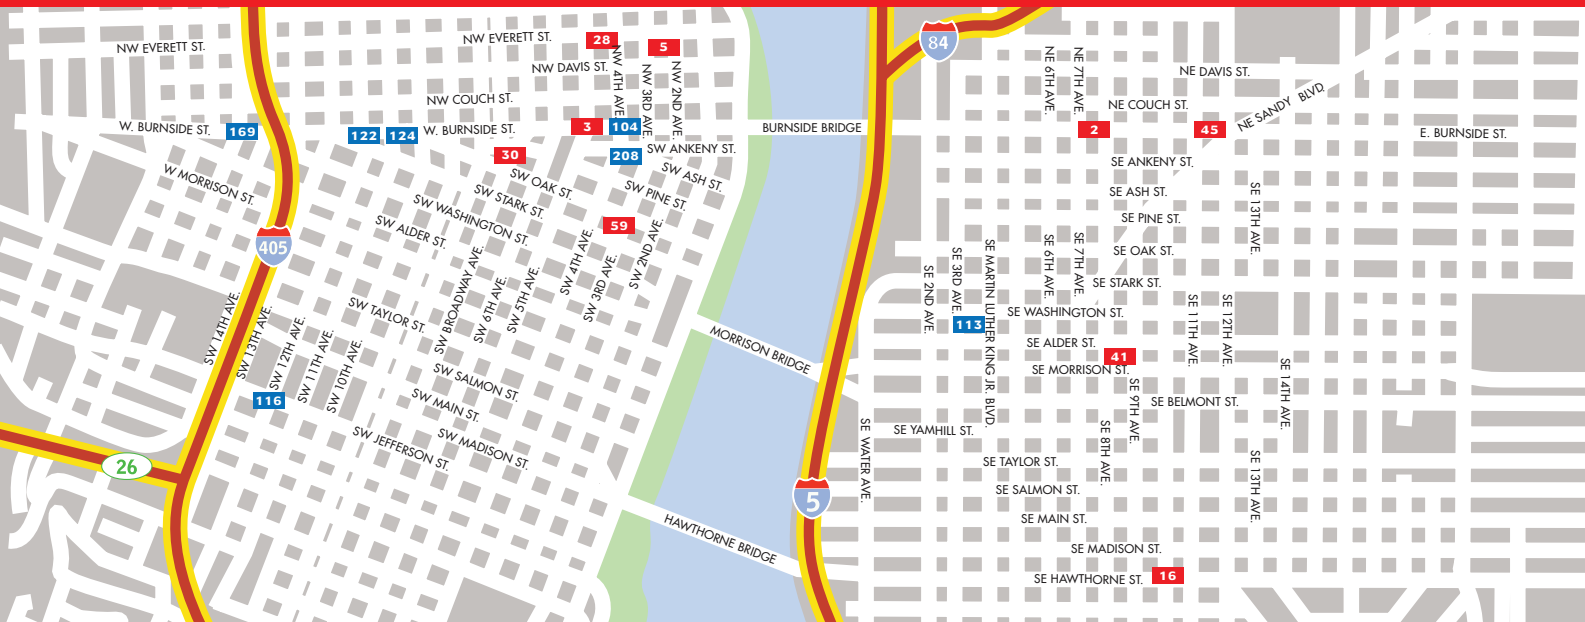 NW EVERETT ST.
NW EVERETT ST.
28
5
84
NW DAVIS ST.
NW 4TH AVE.
NW 3RD AVE.
NW 2ND AVE.
NE 6TH AVE.
NE 7TH AVE.
NE DAVIS ST.
NW COUCH ST.
NE COUCH ST.
NE SANDY BLVD.
W. BURNSIDE ST.
169
122
124
W. BURNSIDE ST.
3
104
BURNSIDE BRIDGE
2
45
E. BURNSIDE ST.
30
208
SW ANKENY ST.
SE ANKENY ST.
W MORRISON ST.
SW OAK ST.
SW ASH ST.
SW STARK ST.
SW PINE ST.
SE ASH ST.
SW WASHINGTON ST.
SW ALDER ST.
59
SE PINE ST.
SE 13TH AVE.
405
SE OAK ST.
SW 4TH AVE.
SW 3RD AVE.
SW 2ND AVE.
SE 2ND AVE.
SE 3RD AVE.
SE MARTIN LUTHER KING JR. BLVD.
SE 6TH AVE.
SE 7TH AVE.
SE STARK ST.
SW BROADWAY AVE.
SW 6TH AVE.
SW 5TH AVE.
SW 14TH AVE.
SW 13TH AVE.
SW 12TH AVE.
SW 11TH AVE.
SW 10TH AVE.
SW TAYLOR ST.
MORRISON BRIDGE
113
SE WASHINGTON ST.
SE 11TH AVE.
SE 12TH AVE.
SE ALDER ST.
41
SE MORRISON ST.
SW SALMON ST.
116
SW MAIN ST.
SE 9TH AVE.
SE BELMONT ST.
SE 14TH AVE.
SW JEFFERSON ST.
SW MADISON ST.
SE WATER AVE.
SE YAMHILL ST.
SE 8TH AVE.
26
SE TAYLOR ST.
SE 13TH AVE.
5
SE SALMON ST.
HAWTHORNE BRIDGE
SE MAIN ST.
SE MADISON ST.
SE HAWTHORNE ST.
16